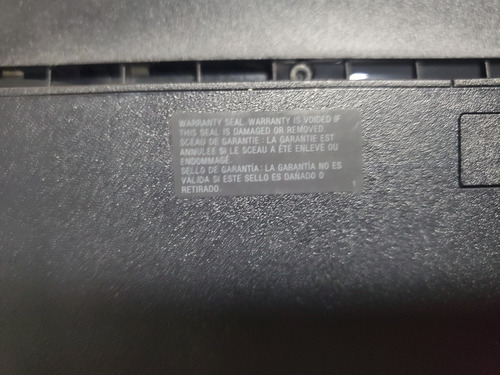 WARRANTY SEAL. WARRANTY IS VOIDED IF
THIS SEAL IS DAMAGED OR REMOVED
SCEAU DE GARANTIE : LA GARANTIE EST
ANNULÉE SI LE SCEAU A ÉTÉ ENLEVÉ OU
ENDOMMAGÉ.
SELLO DE GARANTÍA: LA GARANTÍA NO ES
VALIDA SI ESTE SELLO ES DAÑADO O
RETIRADO.